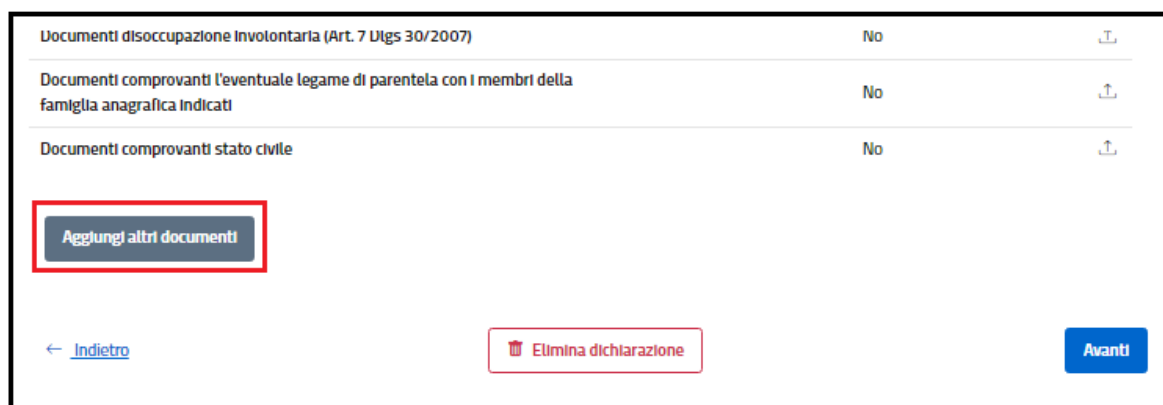 Documenti disoccupazione involontaria (Art. 7 Dlgs 30/2007) No
Documenti comprovanti l'eventuale legame di parentela con i membri della
famiglia anagrafica indicati No
Documenti comprovanti stato civile No
Aggiungi altri documenti
← Indietro Elimina dichiarazione Avanti